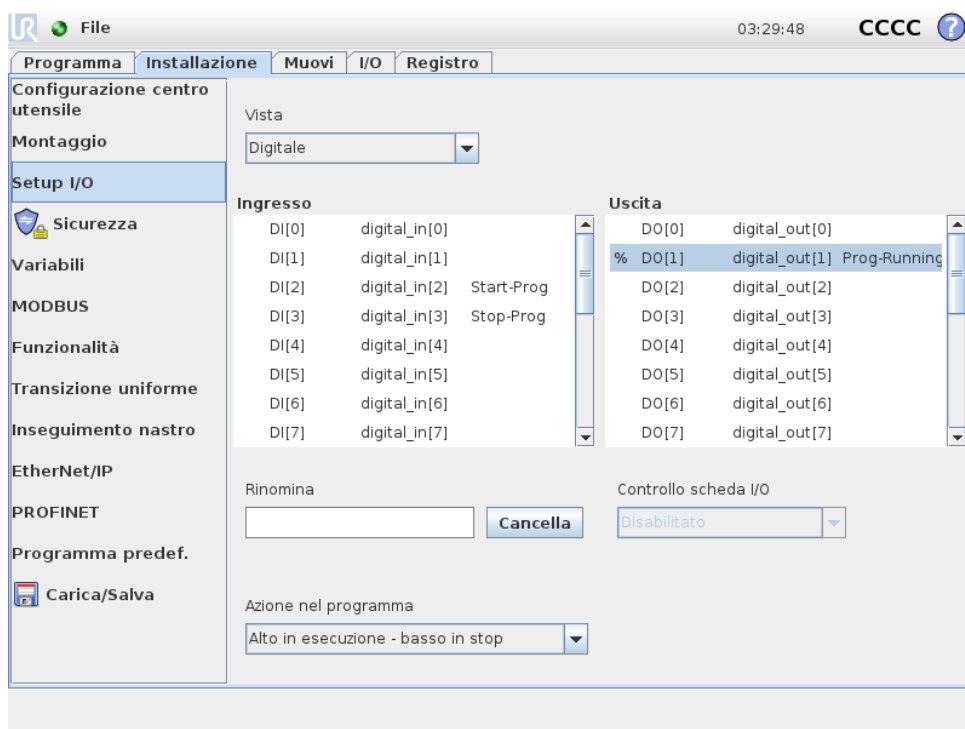 UR File 03:29:48 CCCC ?
Programma Installazione Muovi I/O Registro
Configurazione centro
utensile
Montaggio
Setup I/O
Sicurezza
Variabili
MODBUS
Funzionalità
Transizione uniforme
Inseguimento nastro
EtherNet/IP
PROFINET
Programma predef.
Carica/Salva
Vista
Digitale
Ingresso
DI[0] digital_in[0]
DI[1] digital_in[1]
DI[2] digital_in[2] Start-Prog
DI[3] digital_in[3] Stop-Prog
DI[4] digital_in[4]
DI[5] digital_in[5]
DI[6] digital_in[6]
DI[7] digital_in[7]
Uscita
DO[0] digital_out[0]
% DO[1] digital_out[1] Prog-Running
DO[2] digital_out[2]
DO[3] digital_out[3]
DO[4] digital_out[4]
DO[5] digital_out[5]
DO[6] digital_out[6]
DO[7] digital_out[7]
Rinomina
Cancella
Controllo scheda I/O
Disabilitato
Azione nel programma
Alto in esecuzione - basso in stop